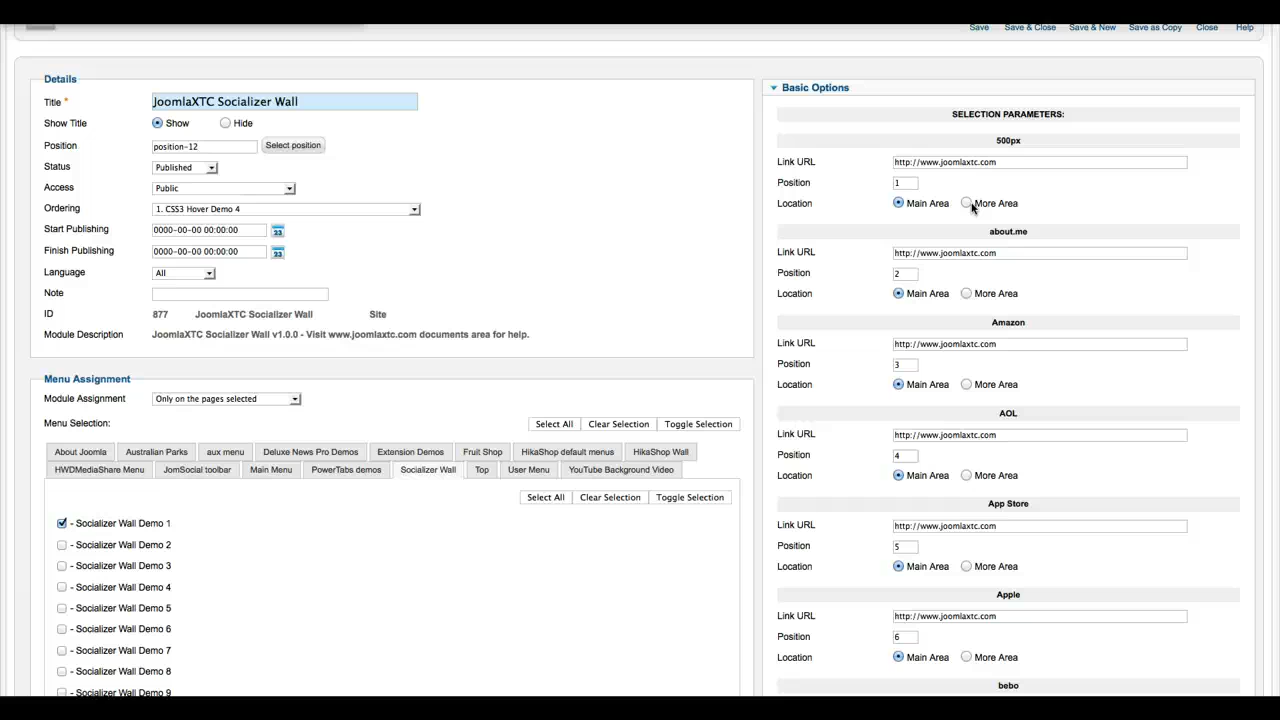 Save Save & Close Save & New Save as Copy Close Help
Details
Title *
JoomlaXTC Socializer Wall
Show Title Show Hide
Position position-12 Select position
Status Published
Access Public
Ordering 1. CSS3 Hover Demo 4
Start Publishing 0000-00-00 00:00:00 23
Finish Publishing 0000-00-00 00:00:00 23
Language All
Note
ID 877 JoomlaXTC Socializer Wall Site
Module Description JoomlaXTC Socializer Wall v1.0.0 - Visit www.joomlaxtc.com documents area for help.
Menu Assignment
Module Assignment Only on the pages selected
Menu Selection: Select All Clear Selection Toggle Selection
About Joomla Australian Parks aux menu Deluxe News Pro Demos Extension Demos Fruit Shop HikaShop default menus HikaShop Wall
HWDMediaShare Menu JomSocial toolbar Main Menu PowerTabs demos Socializer Wall Top User Menu YouTube Background Video
Select All Clear Selection Toggle Selection
- Socializer Wall Demo 1
- Socializer Wall Demo 2
- Socializer Wall Demo 3
- Socializer Wall Demo 4
- Socializer Wall Demo 5
- Socializer Wall Demo 6
- Socializer Wall Demo 7
- Socializer Wall Demo 8
- Socializer Wall Demo 9
Basic Options
SELECTION PARAMETERS:
500px
Link URL http://www.joomlaxtc.com
Position 1
Location Main Area More Area
about.me
Link URL http://www.joomlaxtc.com
Position 2
Location Main Area More Area
Amazon
Link URL http://www.joomlaxtc.com
Position 3
Location Main Area More Area
AOL
Link URL http://www.joomlaxtc.com
Position 4
Location Main Area More Area
App Store
Link URL http://www.joomlaxtc.com
Position 5
Location Main Area More Area
Apple
Link URL http://www.joomlaxtc.com
Position 6
Location Main Area More Area
bebo